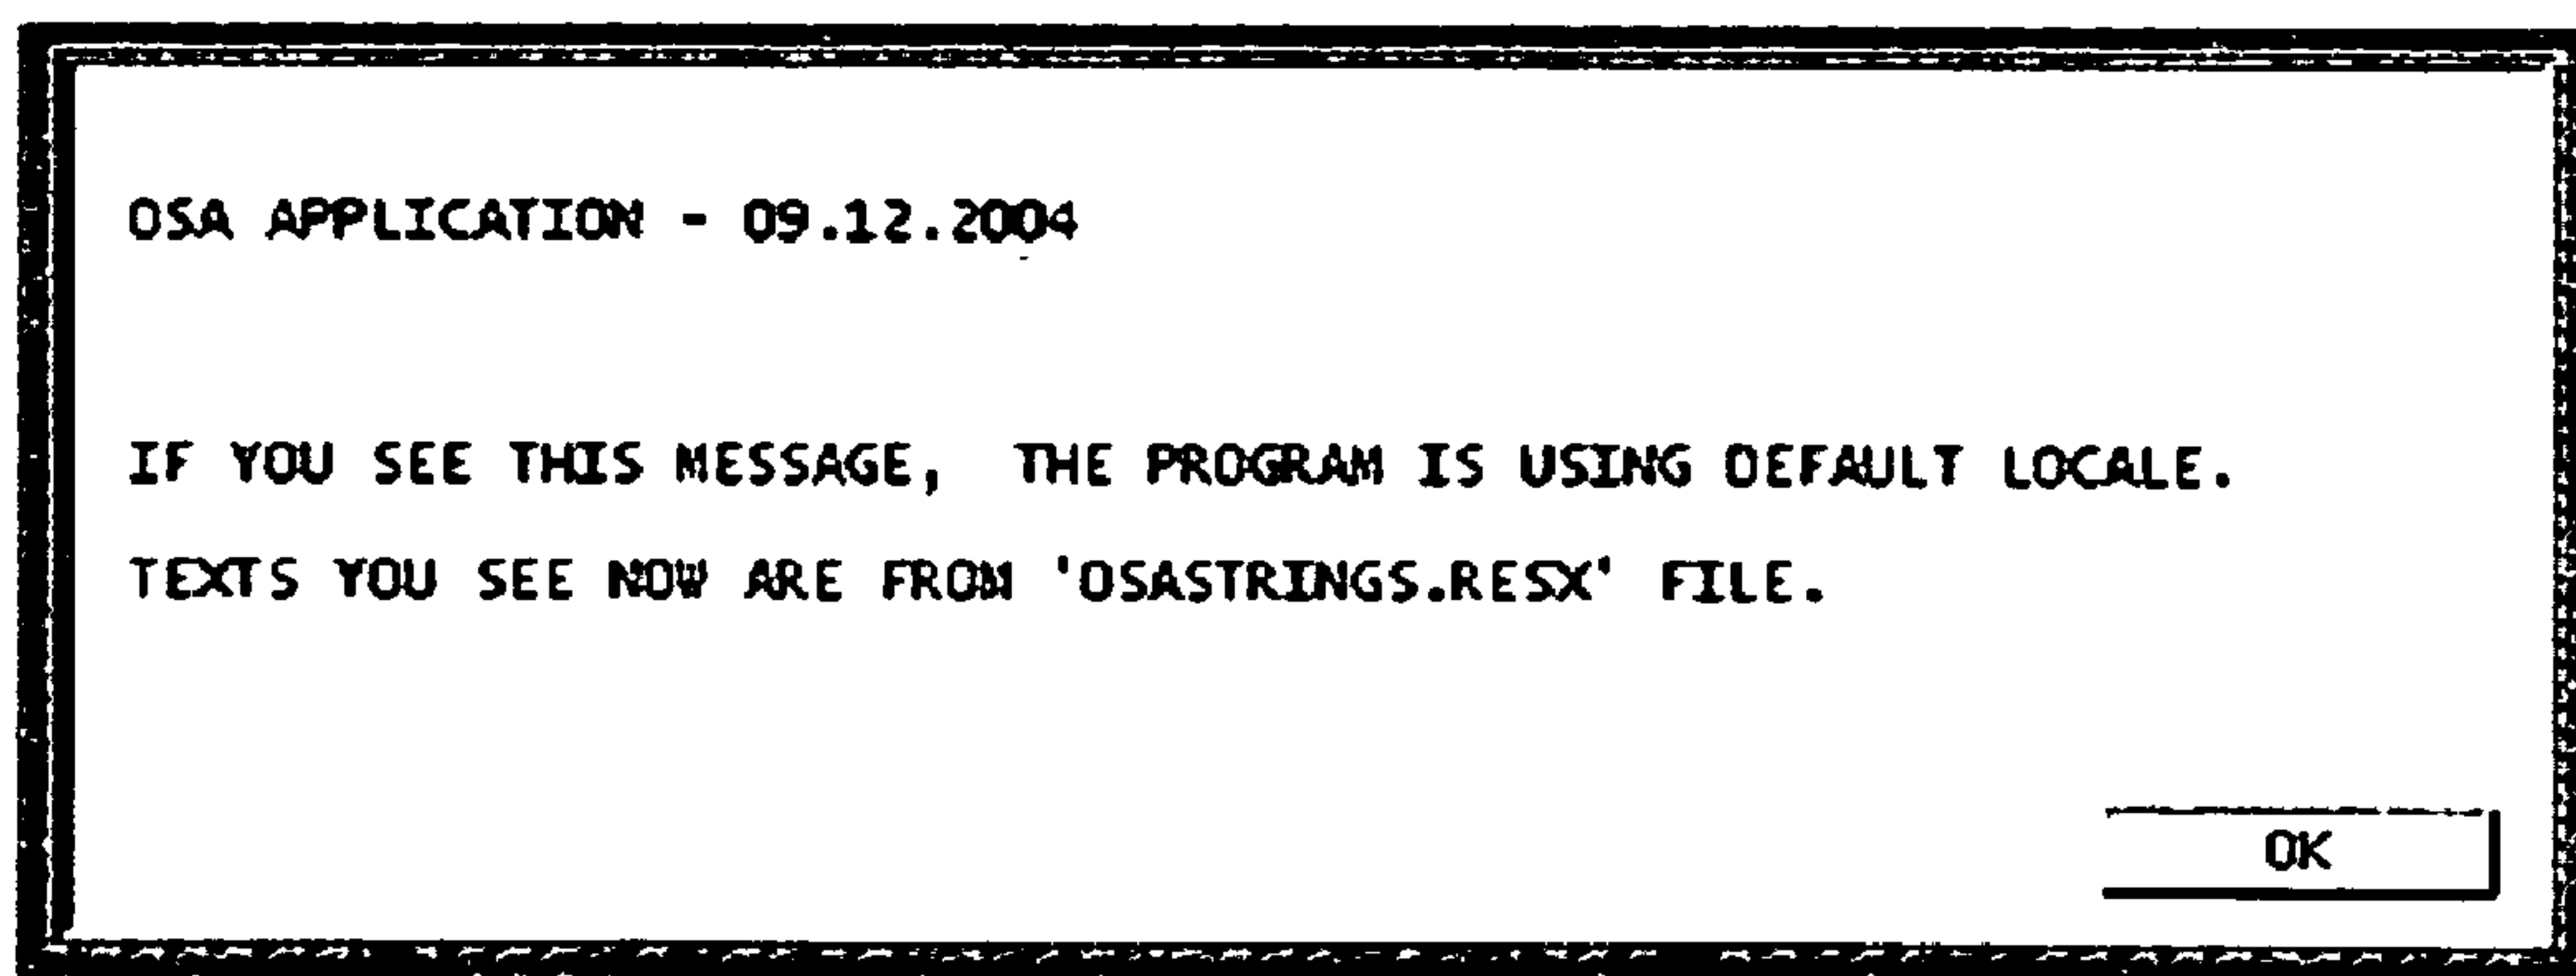 OSA APPLICATION - 09.12.2004
IF YOU SEE THIS MESSAGE, THE PROGRAM IS USING DEFAULT LOCALE.
TEXTS YOU SEE NOW ARE FROM 'OSASTRINGS.RESX' FILE.
OK